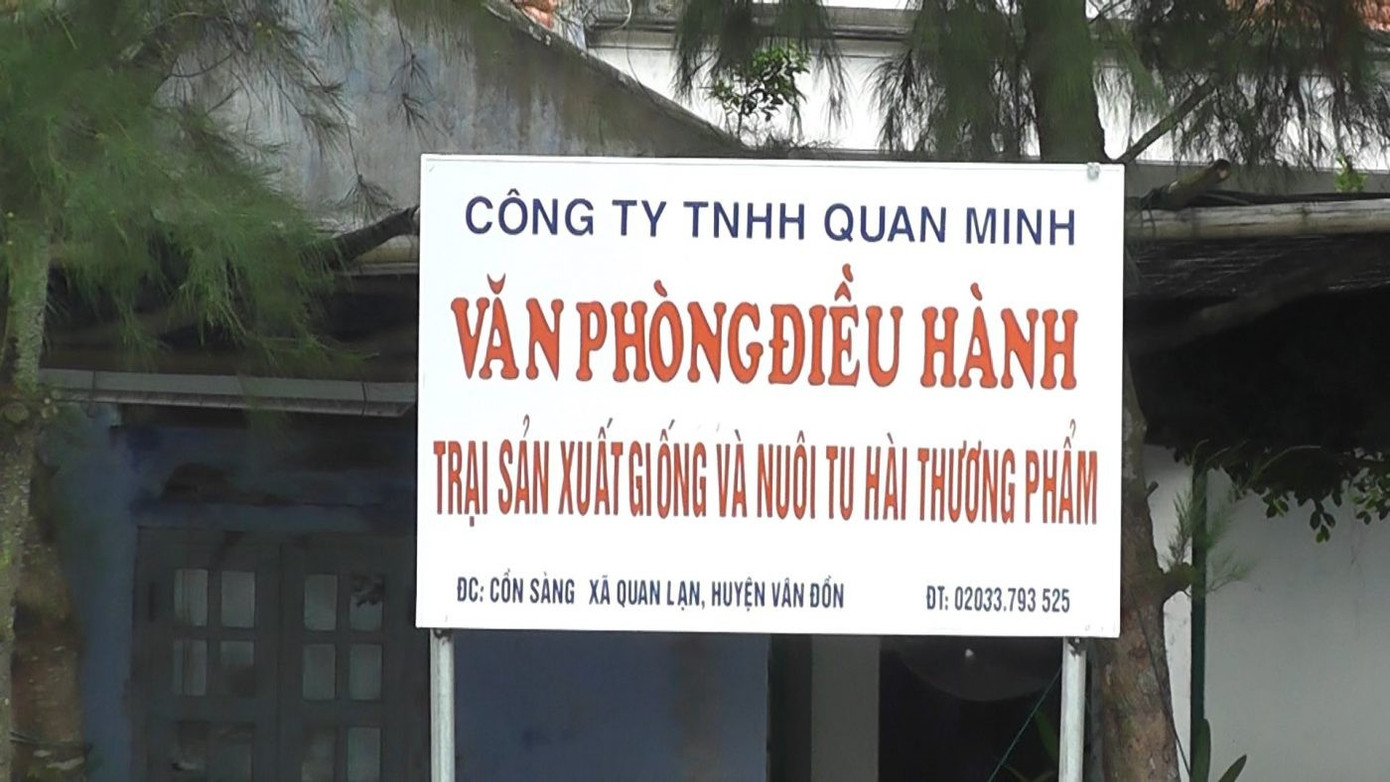 CÔNG TY TNHH QUAN MINH
VĂN PHÒNG ĐIỀU HÀNH
TRẠI SẢN XUẤT GIỐNG VÀ NUÔI TU HÀI THƯƠNG PHẨM
ĐC: CỒN SÀNG XÃ QUAN LẠN, HUYỆN VÂN ĐỒN ĐT: 02033.793 525